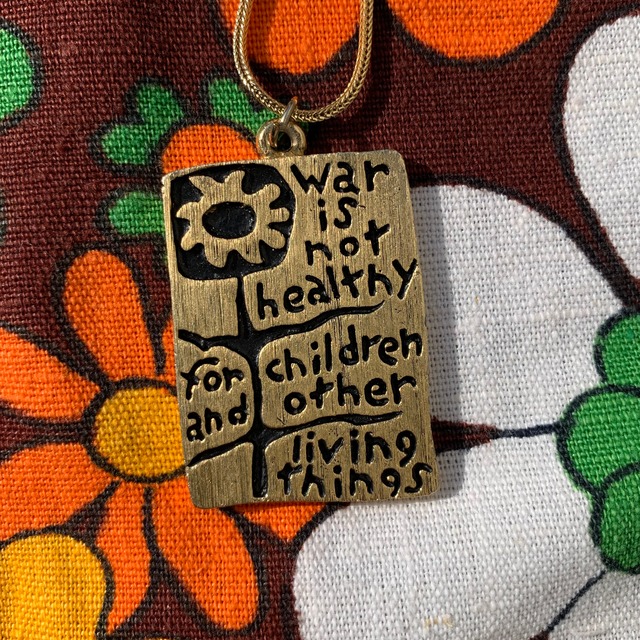 war
is
not
healthy
for children
and other
living
things